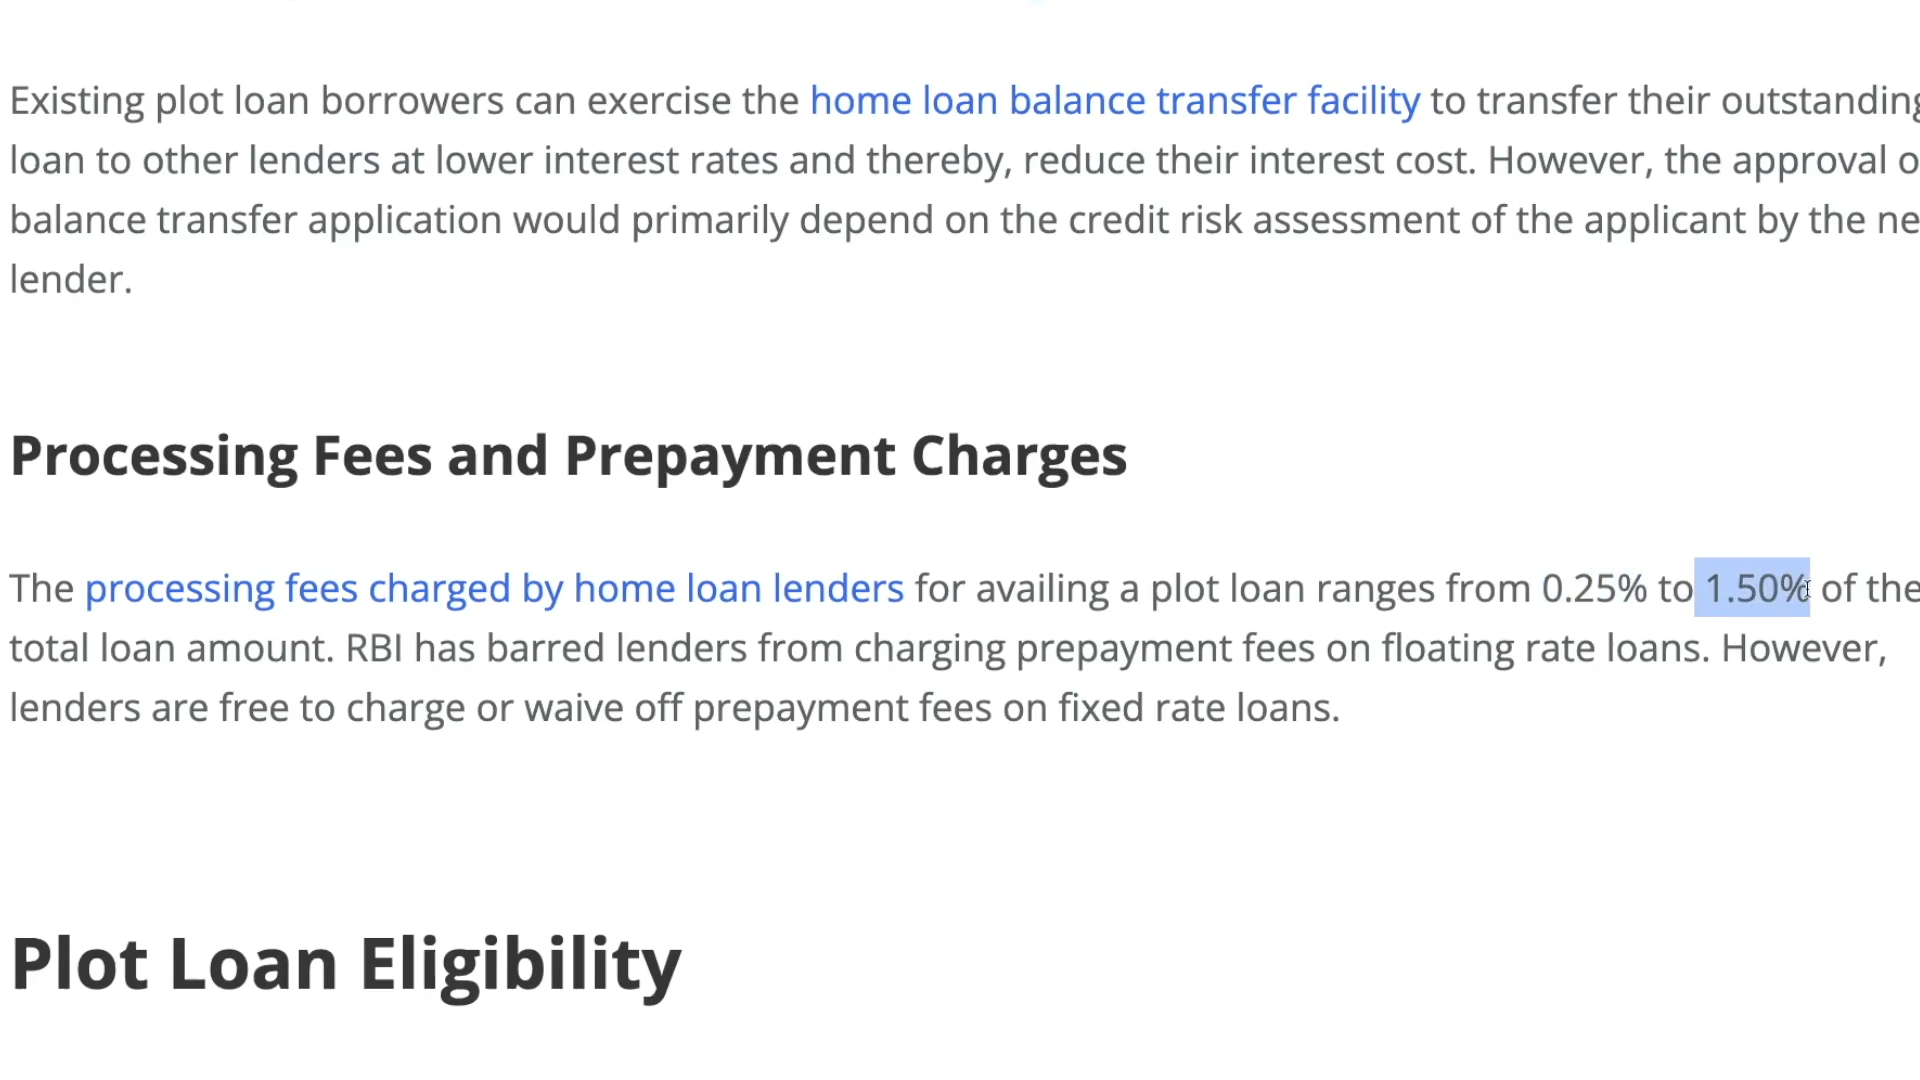 Existing plot loan borrowers can exercise the home loan balance transfer facility to transfer their outstanding
loan to other lenders at lower interest rates and thereby, reduce their interest cost. However, the approval
balance transfer application would primarily depend on the credit risk assessment of the applicant by the
lender.
Processing Fees and Prepayment Charges
The processing fees charged by home loan lenders for availing a plot loan ranges from 0.25% to 1.50% of the
total loan amount. RBI has barred lenders from charging prepayment fees on floating rate loans. However,
lenders are free to charge or waive off prepayment fees on fixed rate loans.
Plot Loan Eligibility